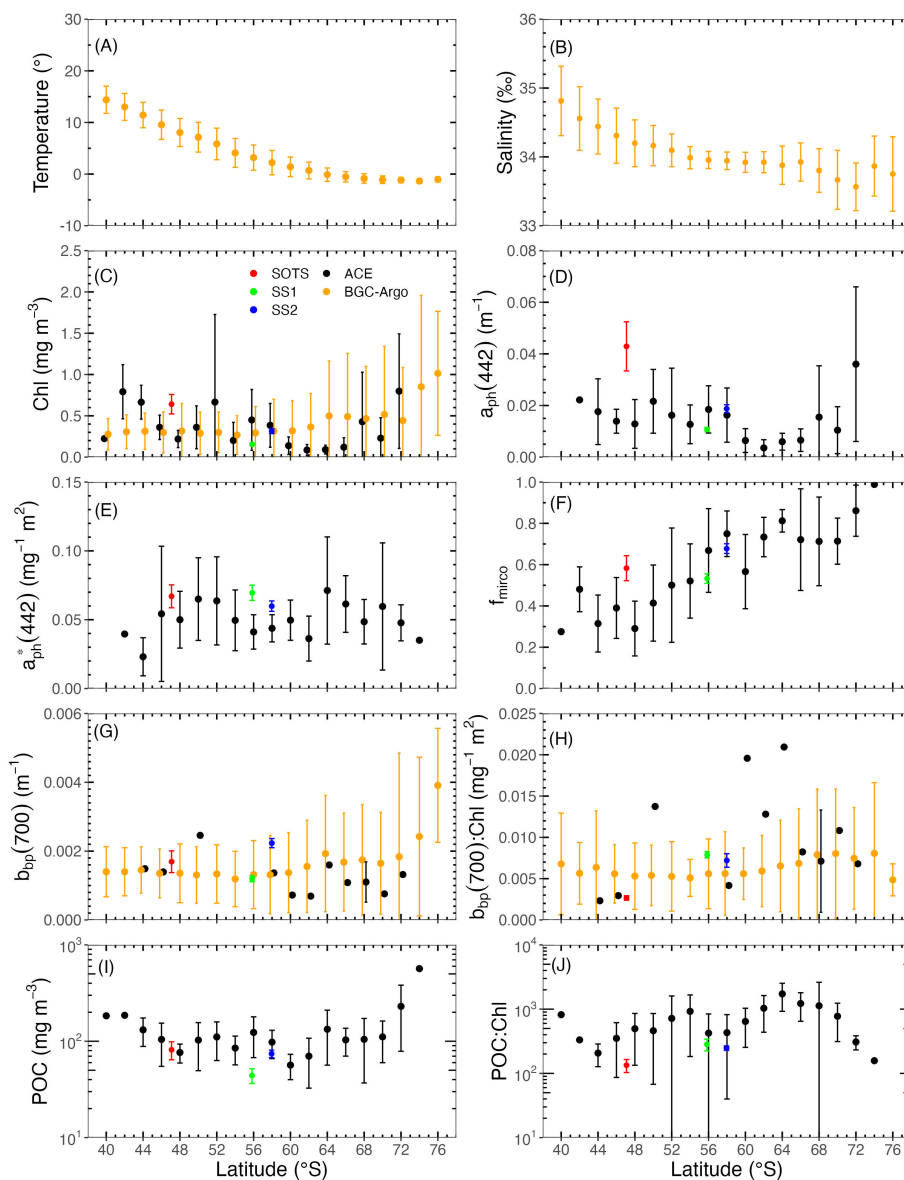 (A)
Temperature (°)
30
20
10
0
-10
(B)
Salinity (‰)
36
35
34
33
(C)
Chl (mg m⁻³)
2.5
2.0
1.5
1.0
0.5
0.0
SOTS
SS1
SS2
ACE
BGC-Argo
(D)
aph(442) (m⁻¹)
0.08
0.06
0.04
0.02
0.00
(E)
a*ph(442) (mg⁻¹ m²)
0.15
0.10
0.05
0.00
(F)
fmirco
1.0
0.8
0.6
0.4
0.2
0.0
(G)
bbp(700) (m⁻¹)
0.006
0.004
0.002
0.000
(H)
bbp(700):Chl (mg⁻¹ m²)
0.025
0.020
0.015
0.010
0.005
0.000
(I)
POC (mg m⁻³)
10³
10²
10¹
40 44 48 52 56 60 64 68 72 76
Latitude (°S)
(J)
POC:Chl
10⁴
10³
10²
10¹
40 44 48 52 56 60 64 68 72 76
Latitude (°S)